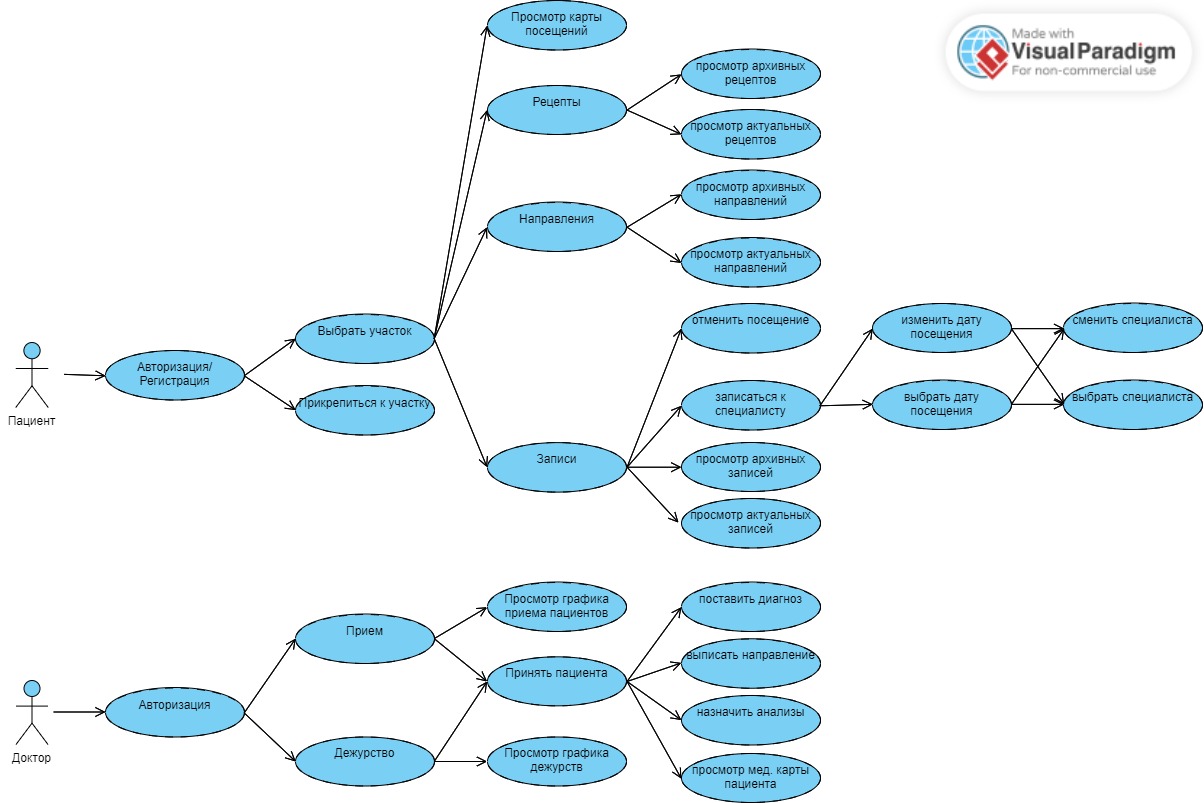 Просмотр карты
посещений
Made with
VisualParadigm
For non-commercial use
просмотр архивных
рецептов
Рецепты
просмотр актуальных
рецептов
просмотр архивных
направлений
Направления
просмотр актуальных
направлений
Выбрать участок
отменить посещение
изменить дату
посещения
сменить специалиста
Авторизация/
Регистрация
Пациент
Прикрепиться к участку
записаться к
специалисту
выбрать дату
посещения
выбрать специалиста
Записи
просмотр архивных
записей
просмотр актуальных
записей
Просмотр графика
приема пациентов
поставить диагноз
Прием
выписать направление
Принять пациента
Авторизация
назначить анализы
Доктор
Дежурство
Просмотр графика
дежурств
просмотр мед. карты
пациента